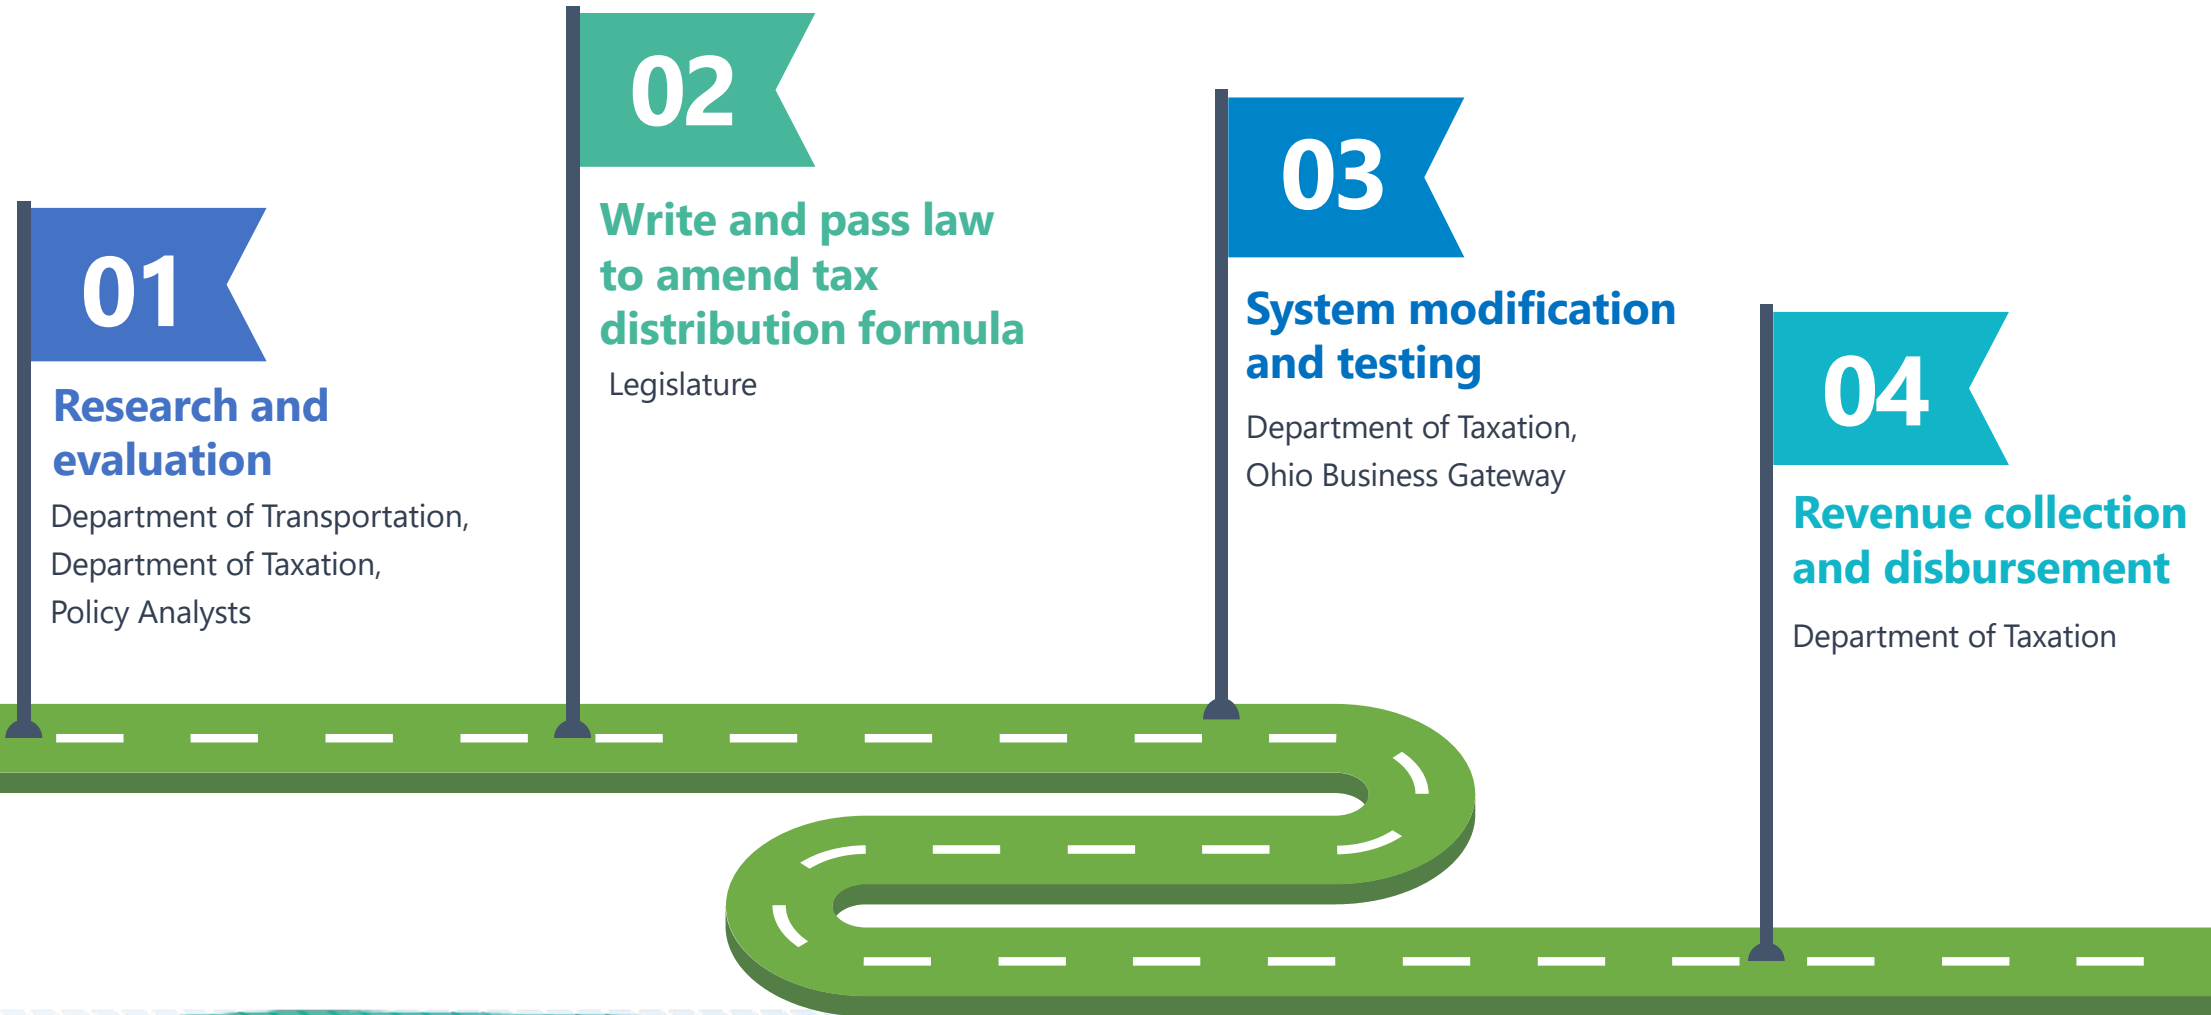 01
Research and
evaluation
Department of Transportation,
Department of Taxation,
Policy Analysts
02
Write and pass law
to amend tax
distribution formula
Legislature
03
System modification
and testing
Department of Taxation,
Ohio Business Gateway
04
Revenue collection
and disbursement
Department of Taxation